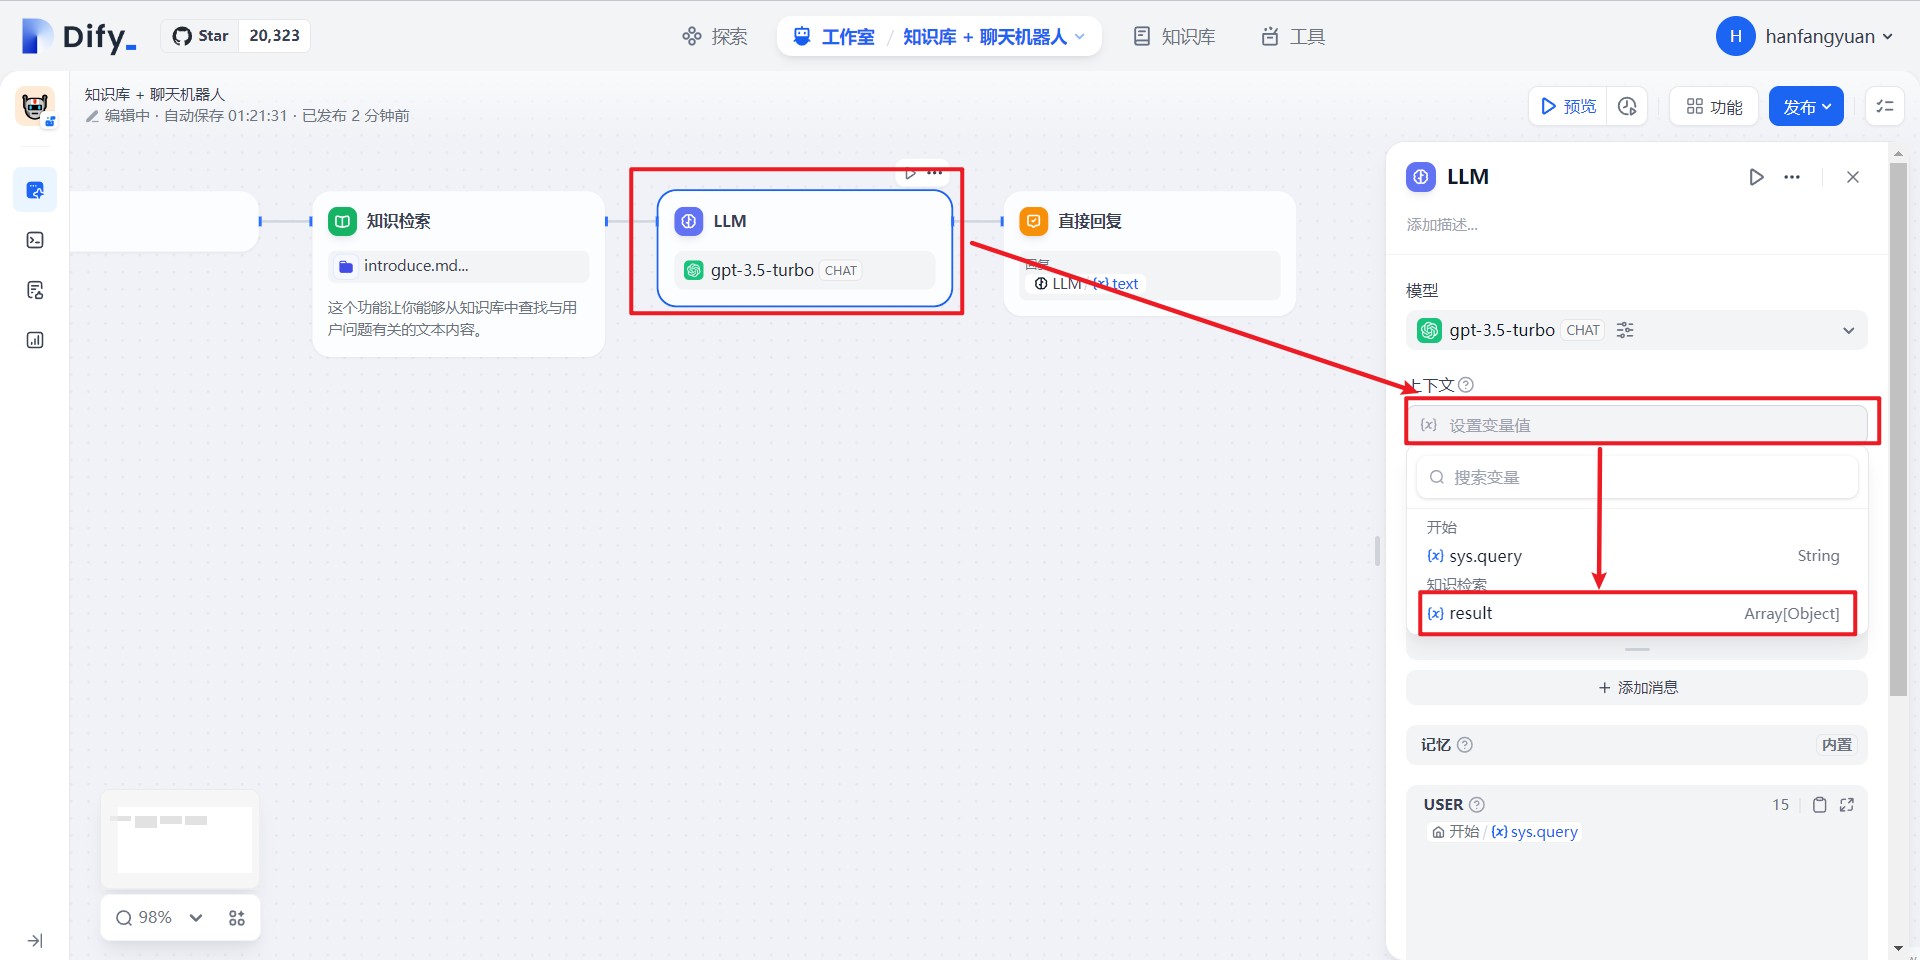 Dify_
Star 20,323
探索
工作室 / 知识库 + 聊天机器人
知识库
工具
H hanfangyuan
知识库 + 聊天机器人
编辑中 · 自动保存 01:21:31 · 已发布 2 分钟前
预览
功能
发布
知识检索
introduce.md...
这个功能让你能够从知识库中查找与用
户问题有关的文本内容。
LLM
gpt-3.5-turbo CHAT
直接回复
回复
LLM / {x} text
LLM
添加描述...
模型
gpt-3.5-turbo CHAT
上下文
{x} 设置变量值
搜索变量
开始
{x} sys.query String
知识检索
{x} result Array[Object]
+ 添加消息
记忆 内置
USER 15
开始 / {x} sys.query
98%